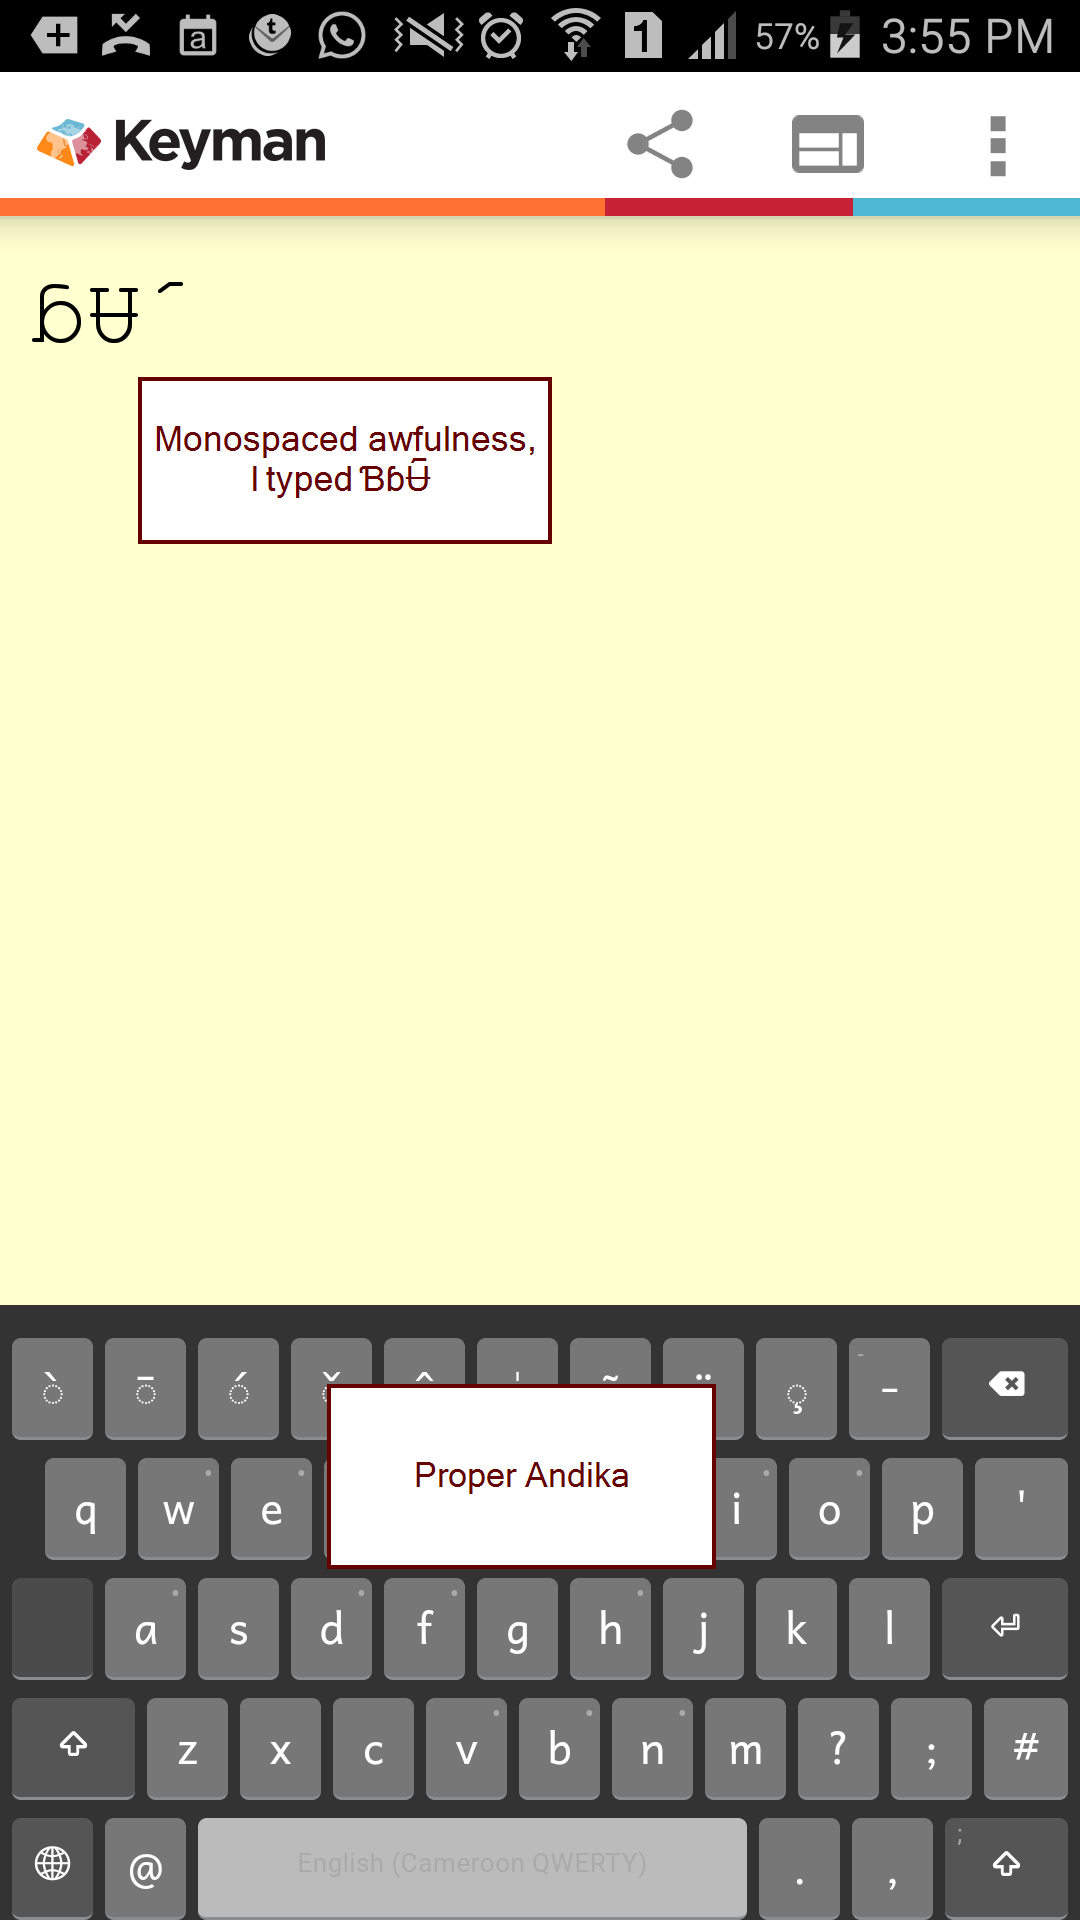 57% 3:55 PM
Keyman
ɓʉ ᷄
Monospaced awfulness,
I typed ƁɓɄ̄
◌̀ ◌̄ ◌́ ◌̧ -
Proper Andika
q w e i o p '
a s d f g h j k l
z x c v b n m ? ; #
@ English (Cameroon QWERTY) . , ;